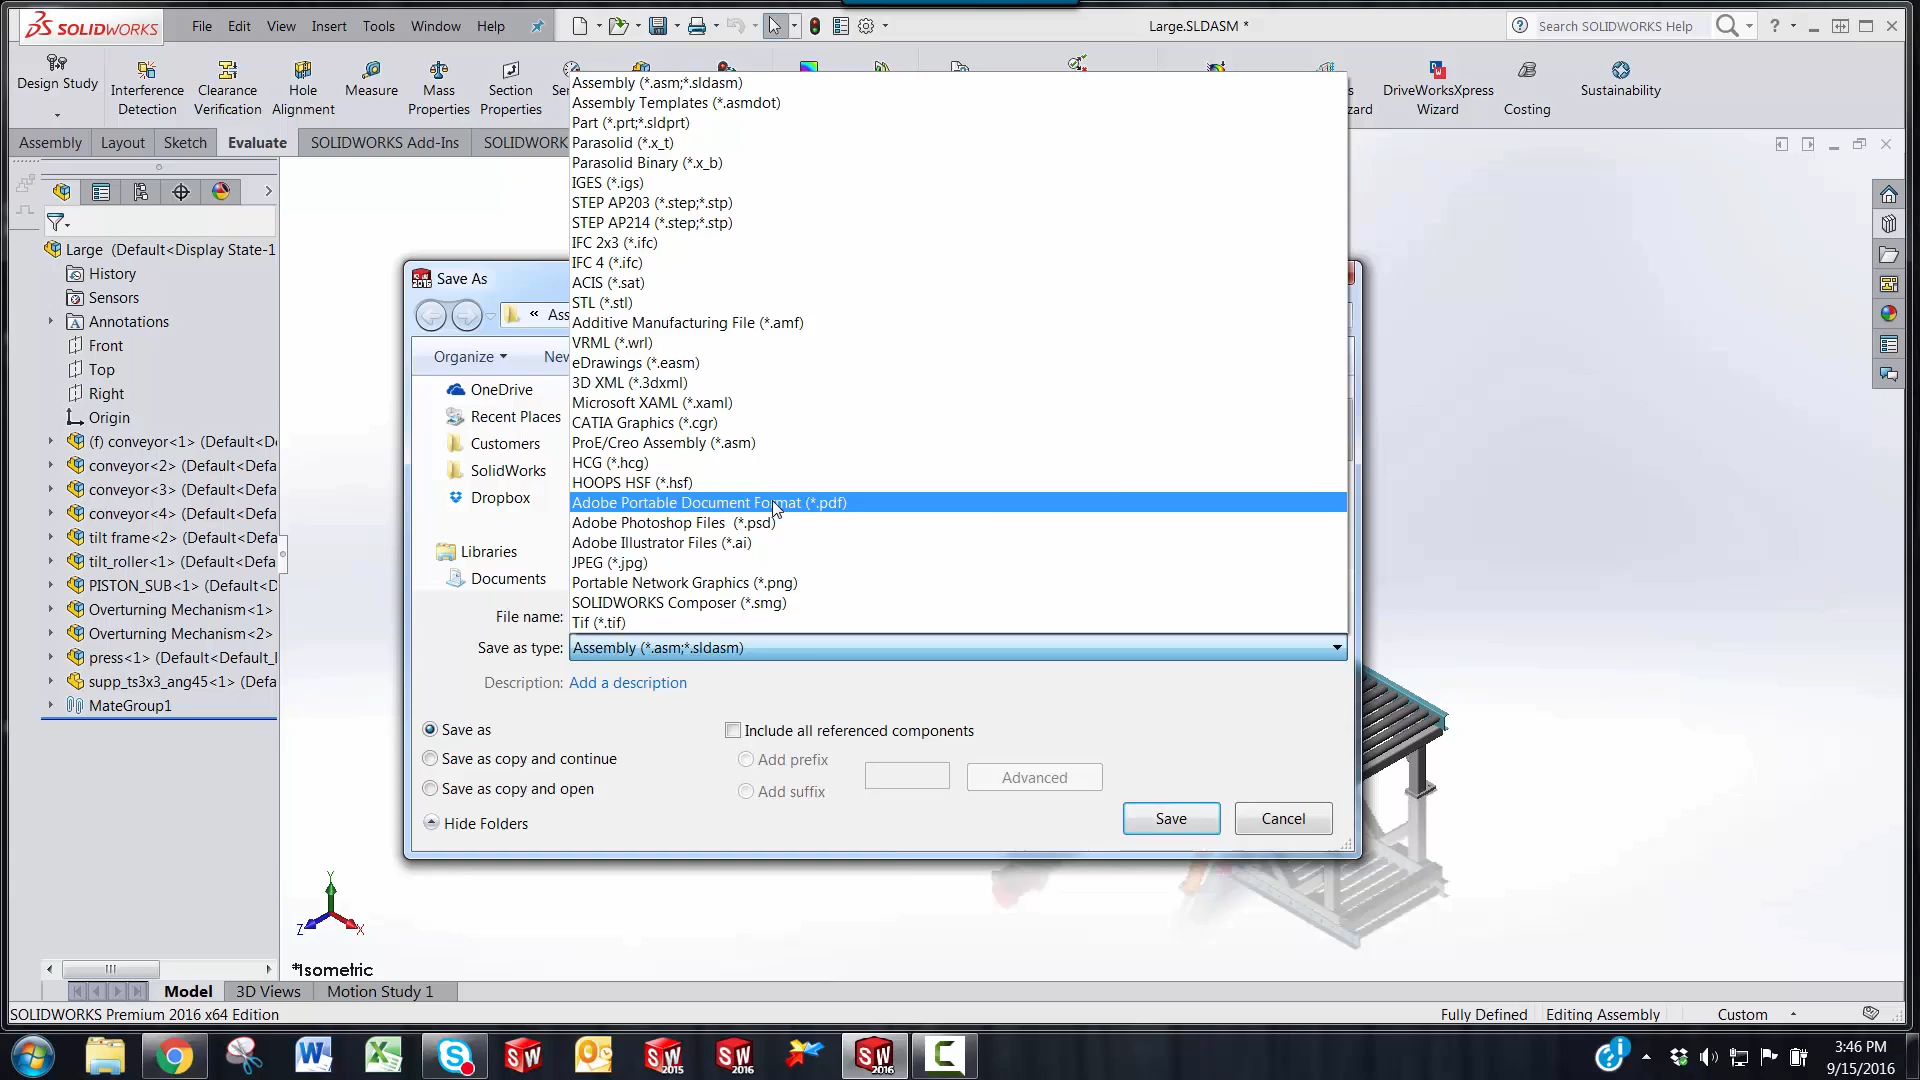 SOLIDWORKS File Edit View Insert Tools Window Help Large.SLDASM * Search SOLIDWORKS Help
Design Study
Interference Detection
Clearance Verification
Hole Alignment
Measure
Mass Properties
Section Properties
DriveWorksXpress Wizard
Costing
Sustainability
Assembly Layout Sketch Evaluate SOLIDWORKS Add-Ins
Large (Default<Display State-1
History
Sensors
Annotations
Front
Top
Right
Origin
(f) conveyor<1> (Default<De
conveyor<2> (Default<Defa
conveyor<3> (Default<Defa
conveyor<4> (Default<Defa
tilt frame<2> (Default<Defa
tilt_roller<1> (Default<Defa
PISTON_SUB<1> (Default<De
Overturning Mechanism<1>
Overturning Mechanism<2>
press<1> (Default<Default_
supp_ts3x3_ang45<1> (Defa
MateGroup1
Save As
« Ass
Organize New
OneDrive
Recent Places
Customers
SolidWorks
Dropbox
Libraries
Documents
Assembly (*.asm;*.sldasm)
Assembly Templates (*.asmdot)
Part (*.prt;*.sldprt)
Parasolid (*.x_t)
Parasolid Binary (*.x_b)
IGES (*.igs)
STEP AP203 (*.step;*.stp)
STEP AP214 (*.step;*.stp)
IFC 2x3 (*.ifc)
IFC 4 (*.ifc)
ACIS (*.sat)
STL (*.stl)
Additive Manufacturing File (*.amf)
VRML (*.wrl)
eDrawings (*.easm)
3D XML (*.3dxml)
Microsoft XAML (*.xaml)
CATIA Graphics (*.cgr)
ProE/Creo Assembly (*.asm)
HCG (*.hcg)
HOOPS HSF (*.hsf)
Adobe Portable Document Format (*.pdf)
Adobe Photoshop Files (*.psd)
Adobe Illustrator Files (*.ai)
JPEG (*.jpg)
Portable Network Graphics (*.png)
SOLIDWORKS Composer (*.smg)
Tif (*.tif)
File name:
Save as type: Assembly (*.asm;*.sldasm)
Description: Add a description
Save as
Save as copy and continue
Save as copy and open
Include all referenced components
Add prefix
Add suffix
Advanced
Hide Folders
Save Cancel
Y
Z X
*Isometric
Model 3D Views Motion Study 1
SOLIDWORKS Premium 2016 x64 Edition Fully Defined Editing Assembly Custom
3:46 PM
9/15/2016